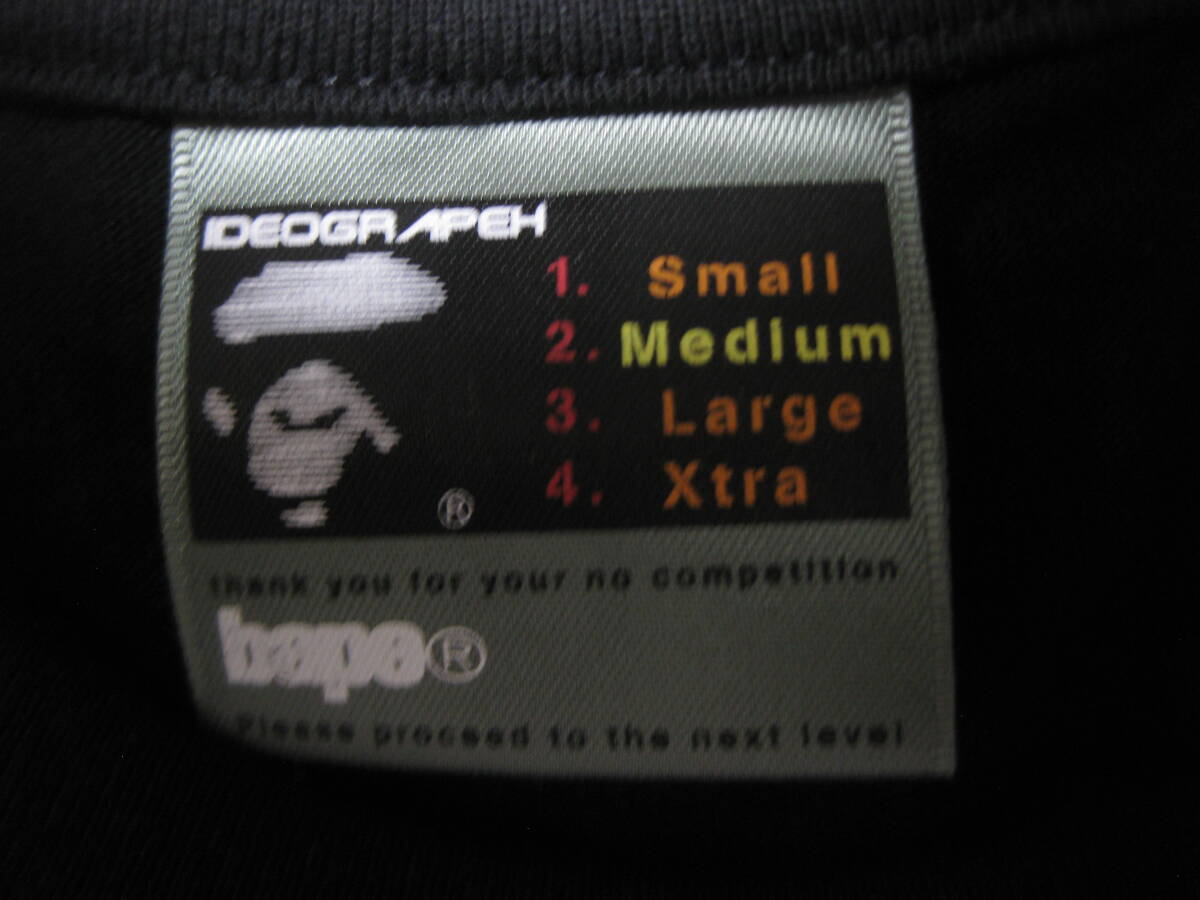 IDEOGRAPEH
1. Small
2. Medium
3. Large
4. Xtra
®
thank you for your no competition
bape®
Please proceed to the next level